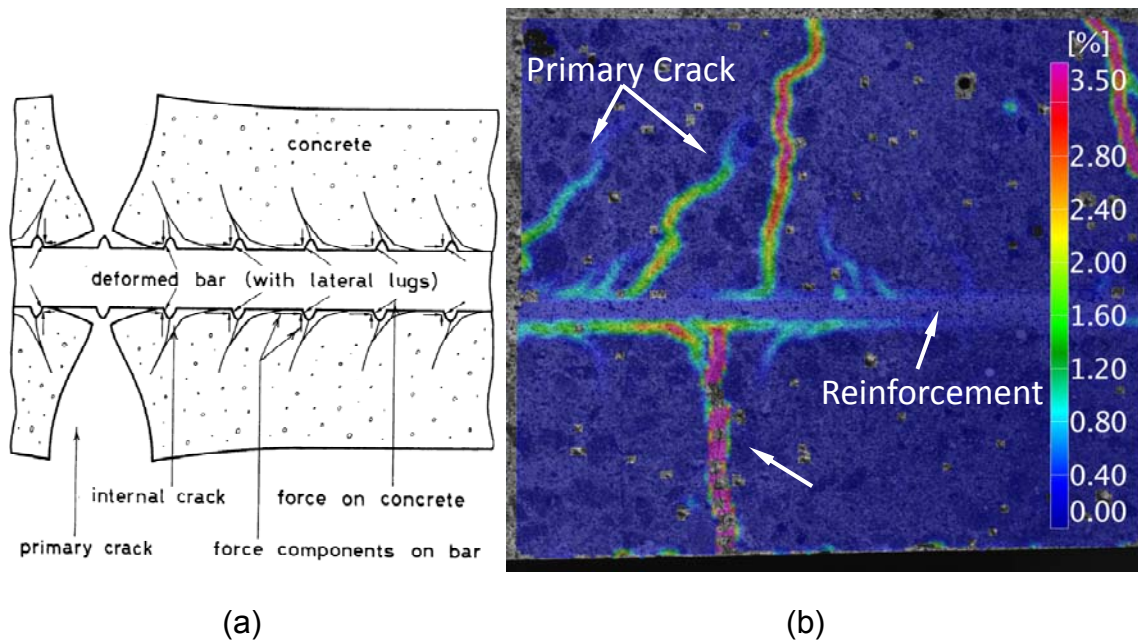 concrete
deformed bar (with lateral lugs)
internal crack
force on concrete
primary crack
force components on bar
(a)
Primary Crack
Reinforcement
[%]
3.50
2.80
2.40
2.00
1.60
1.20
0.80
0.40
0.00
(b)